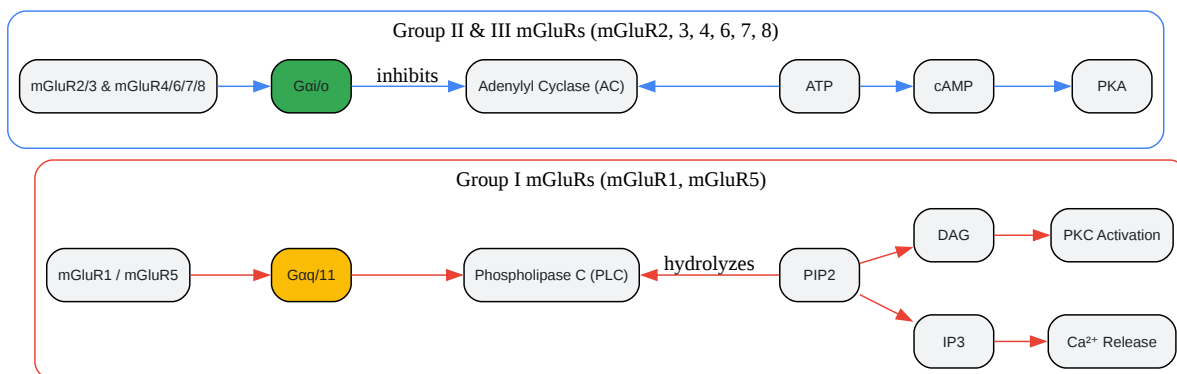 Group II & III mGluRs (mGluR2, 3, 4, 6, 7, 8)
mGluR2/3 & mGluR4/6/7/8
Gαi/o
inhibits
Adenylyl Cyclase (AC)
ATP
cAMP
PKA
Group I mGluRs (mGluR1, mGluR5)
mGluR1 / mGluR5
Gαq/11
Phospholipase C (PLC)
hydrolyzes
PIP2
DAG
PKC Activation
IP3
Ca²⁺ Release